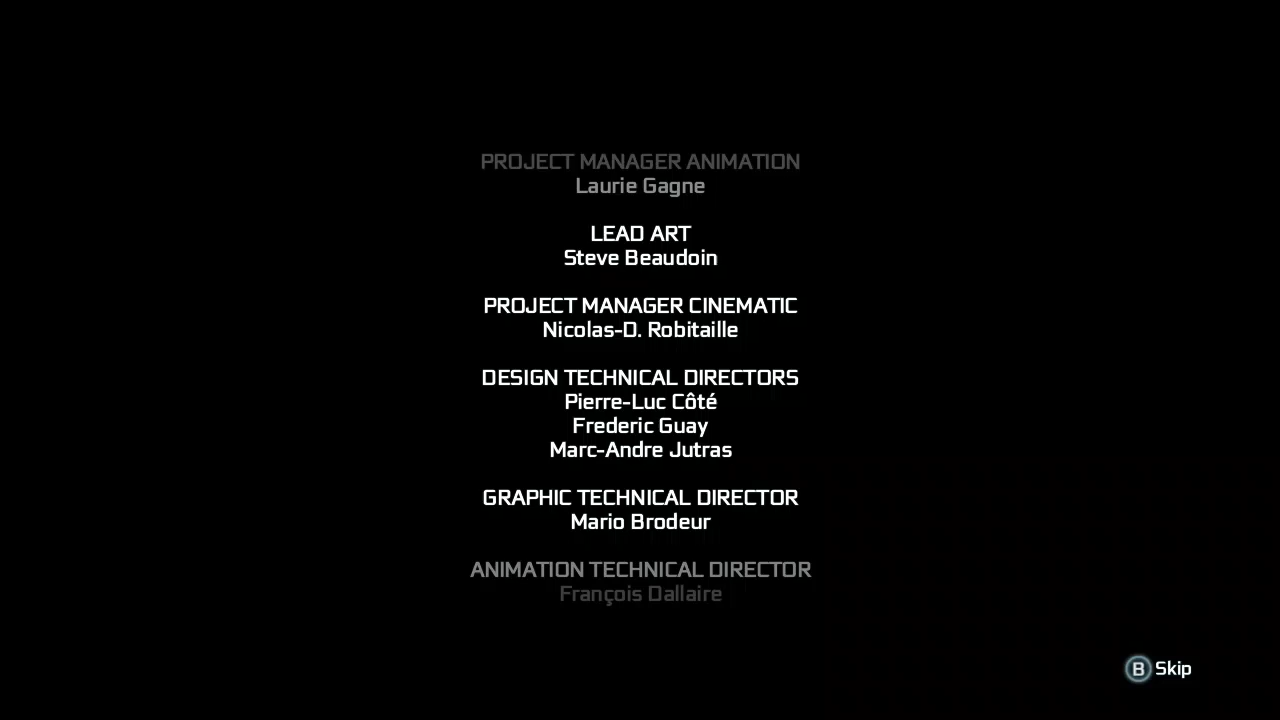 PROJECT MANAGER ANIMATION
Laurie Gagne
LEAD ART
Steve Beaudoin
PROJECT MANAGER CINEMATIC
Nicolas-D. Robitaille
DESIGN TECHNICAL DIRECTORS
Pierre-Luc Côté
Frederic Guay
Marc-Andre Jutras
GRAPHIC TECHNICAL DIRECTOR
Mario Brodeur
ANIMATION TECHNICAL DIRECTOR
François Dallaire
B Skip